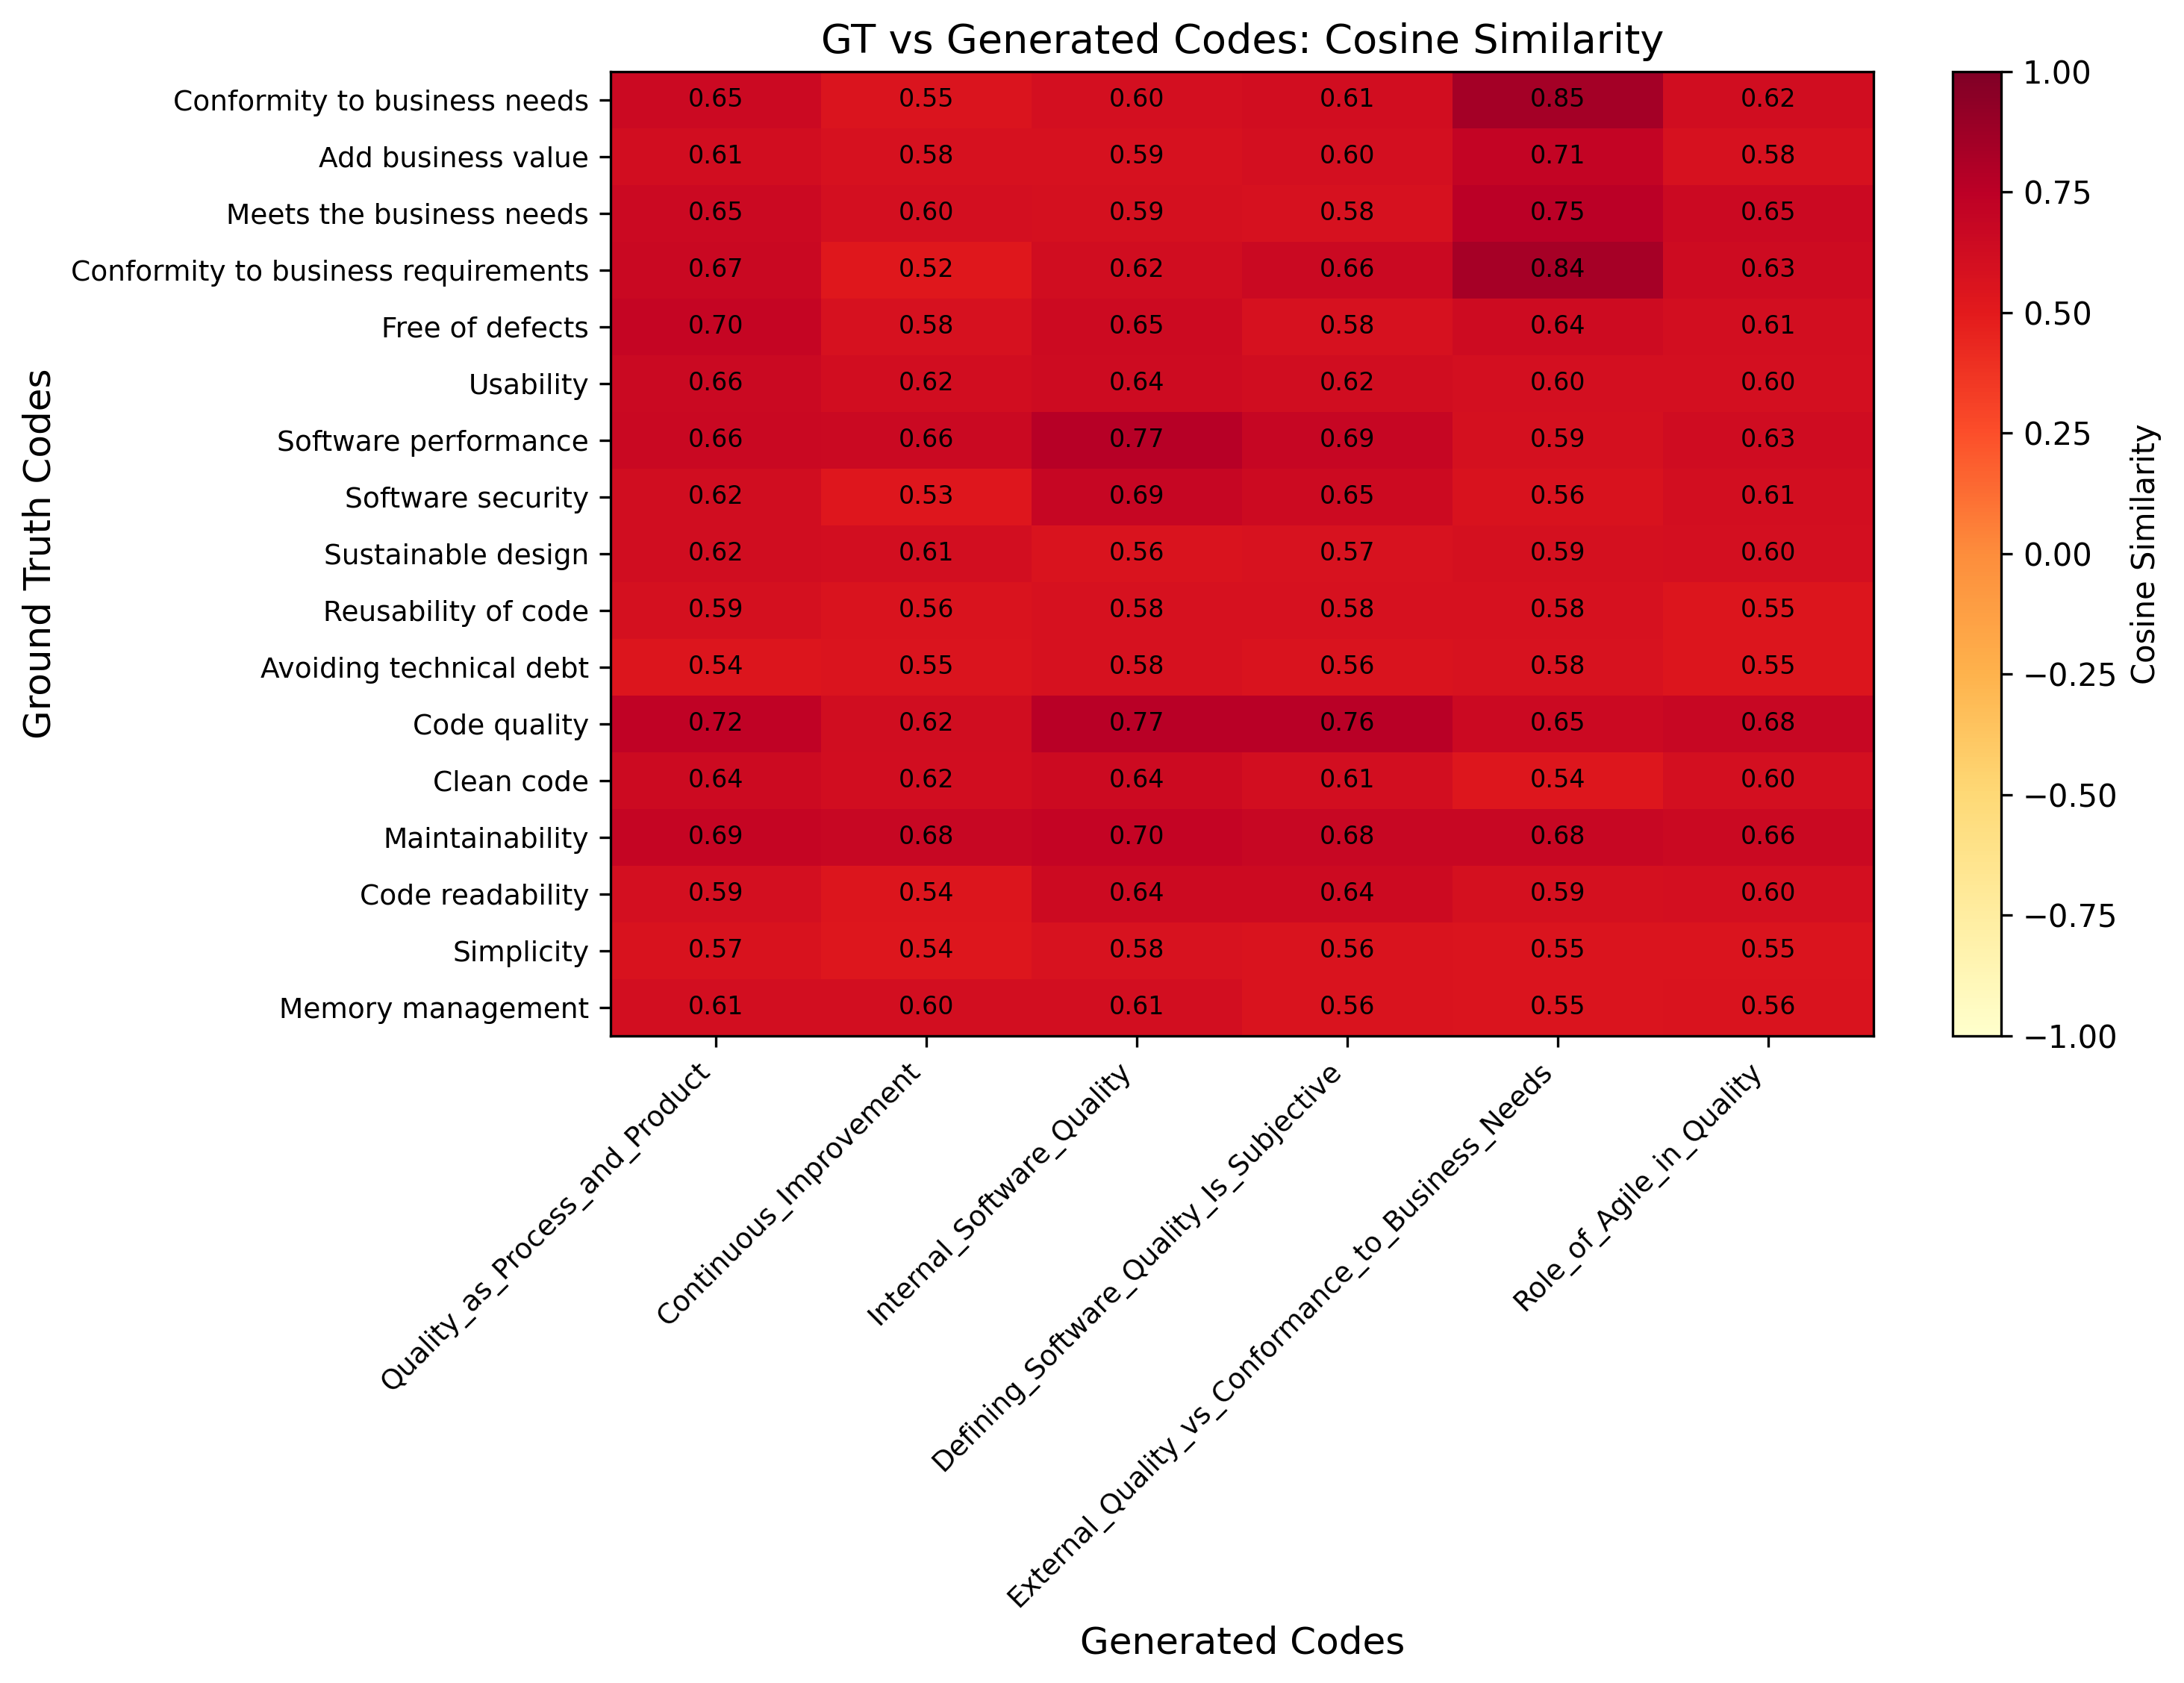 GT vs Generated Codes: Cosine Similarity
Ground Truth Codes
Conformity to business needs 0.65 0.55 0.60 0.61 0.85 0.62
Add business value 0.61 0.58 0.59 0.60 0.71 0.58
Meets the business needs 0.65 0.60 0.59 0.58 0.75 0.65
Conformity to business requirements 0.67 0.52 0.62 0.66 0.84 0.63
Free of defects 0.70 0.58 0.65 0.58 0.64 0.61
Usability 0.66 0.62 0.64 0.62 0.60 0.60
Software performance 0.66 0.66 0.77 0.69 0.59 0.63
Software security 0.62 0.53 0.69 0.65 0.56 0.61
Sustainable design 0.62 0.61 0.56 0.57 0.59 0.60
Reusability of code 0.59 0.56 0.58 0.58 0.58 0.55
Avoiding technical debt 0.54 0.55 0.58 0.56 0.58 0.55
Code quality 0.72 0.62 0.77 0.76 0.65 0.68
Clean code 0.64 0.62 0.64 0.61 0.54 0.60
Maintainability 0.69 0.68 0.70 0.68 0.68 0.66
Code readability 0.59 0.54 0.64 0.64 0.59 0.60
Simplicity 0.57 0.54 0.58 0.56 0.55 0.55
Memory management 0.61 0.60 0.61 0.56 0.55 0.56
Quality_as_Process_and_Product
Continuous_Improvement
Internal_Software_Quality
Defining_Software_Quality_Is_Subjective
External_Quality_vs_Conformance_to_Business_Needs
Role_of_Agile_in_Quality
Generated Codes
1.00
0.75
0.50
0.25
0.00
−0.25
−0.50
−0.75
−1.00
Cosine Similarity